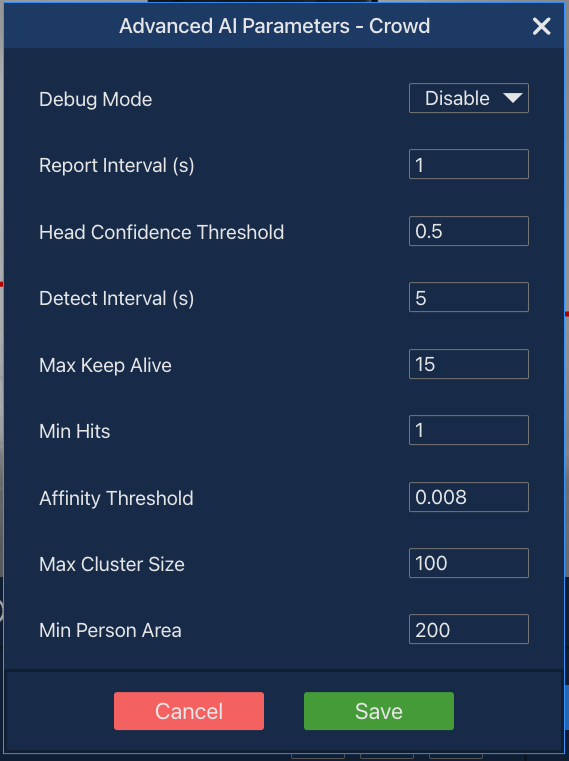 Advanced AI Parameters - Crowd
Debug Mode Disable
Report Interval (s) 1
Head Confidence Threshold 0.5
Detect Interval (s) 5
Max Keep Alive 15
Min Hits 1
Affinity Threshold 0.008
Max Cluster Size 100
Min Person Area 200
Cancel Save